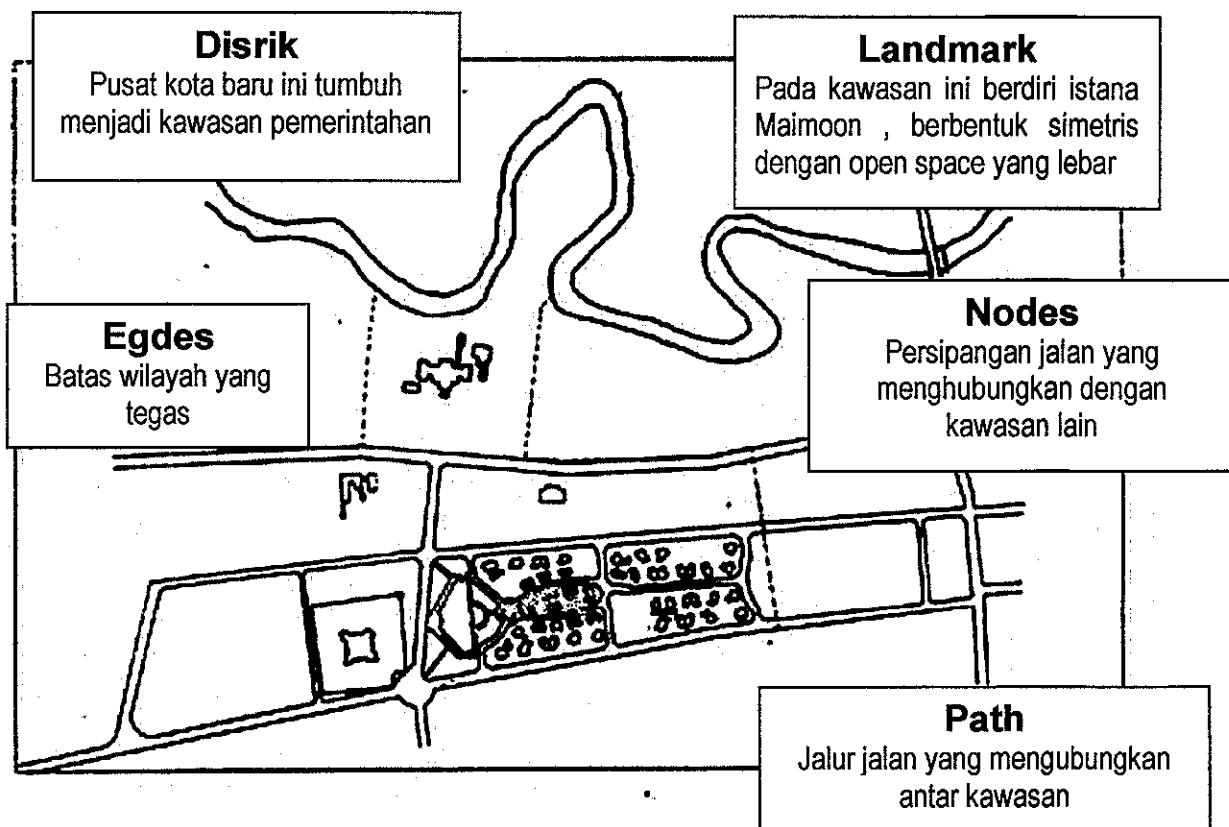 Disrik
Pusat kota baru ini tumbuh
menjadi kawasan pemerintahan
Landmark
Pada kawasan ini berdiri istana
Maimoon , berbentuk simetris
dengan open space yang lebar
Egdes
Batas wilayah yang
tegas
Nodes
Persipangan jalan yang
menghubungkan dengan
kawasan lain
Path
Jalur jalan yang mengubungkan
antar kawasan